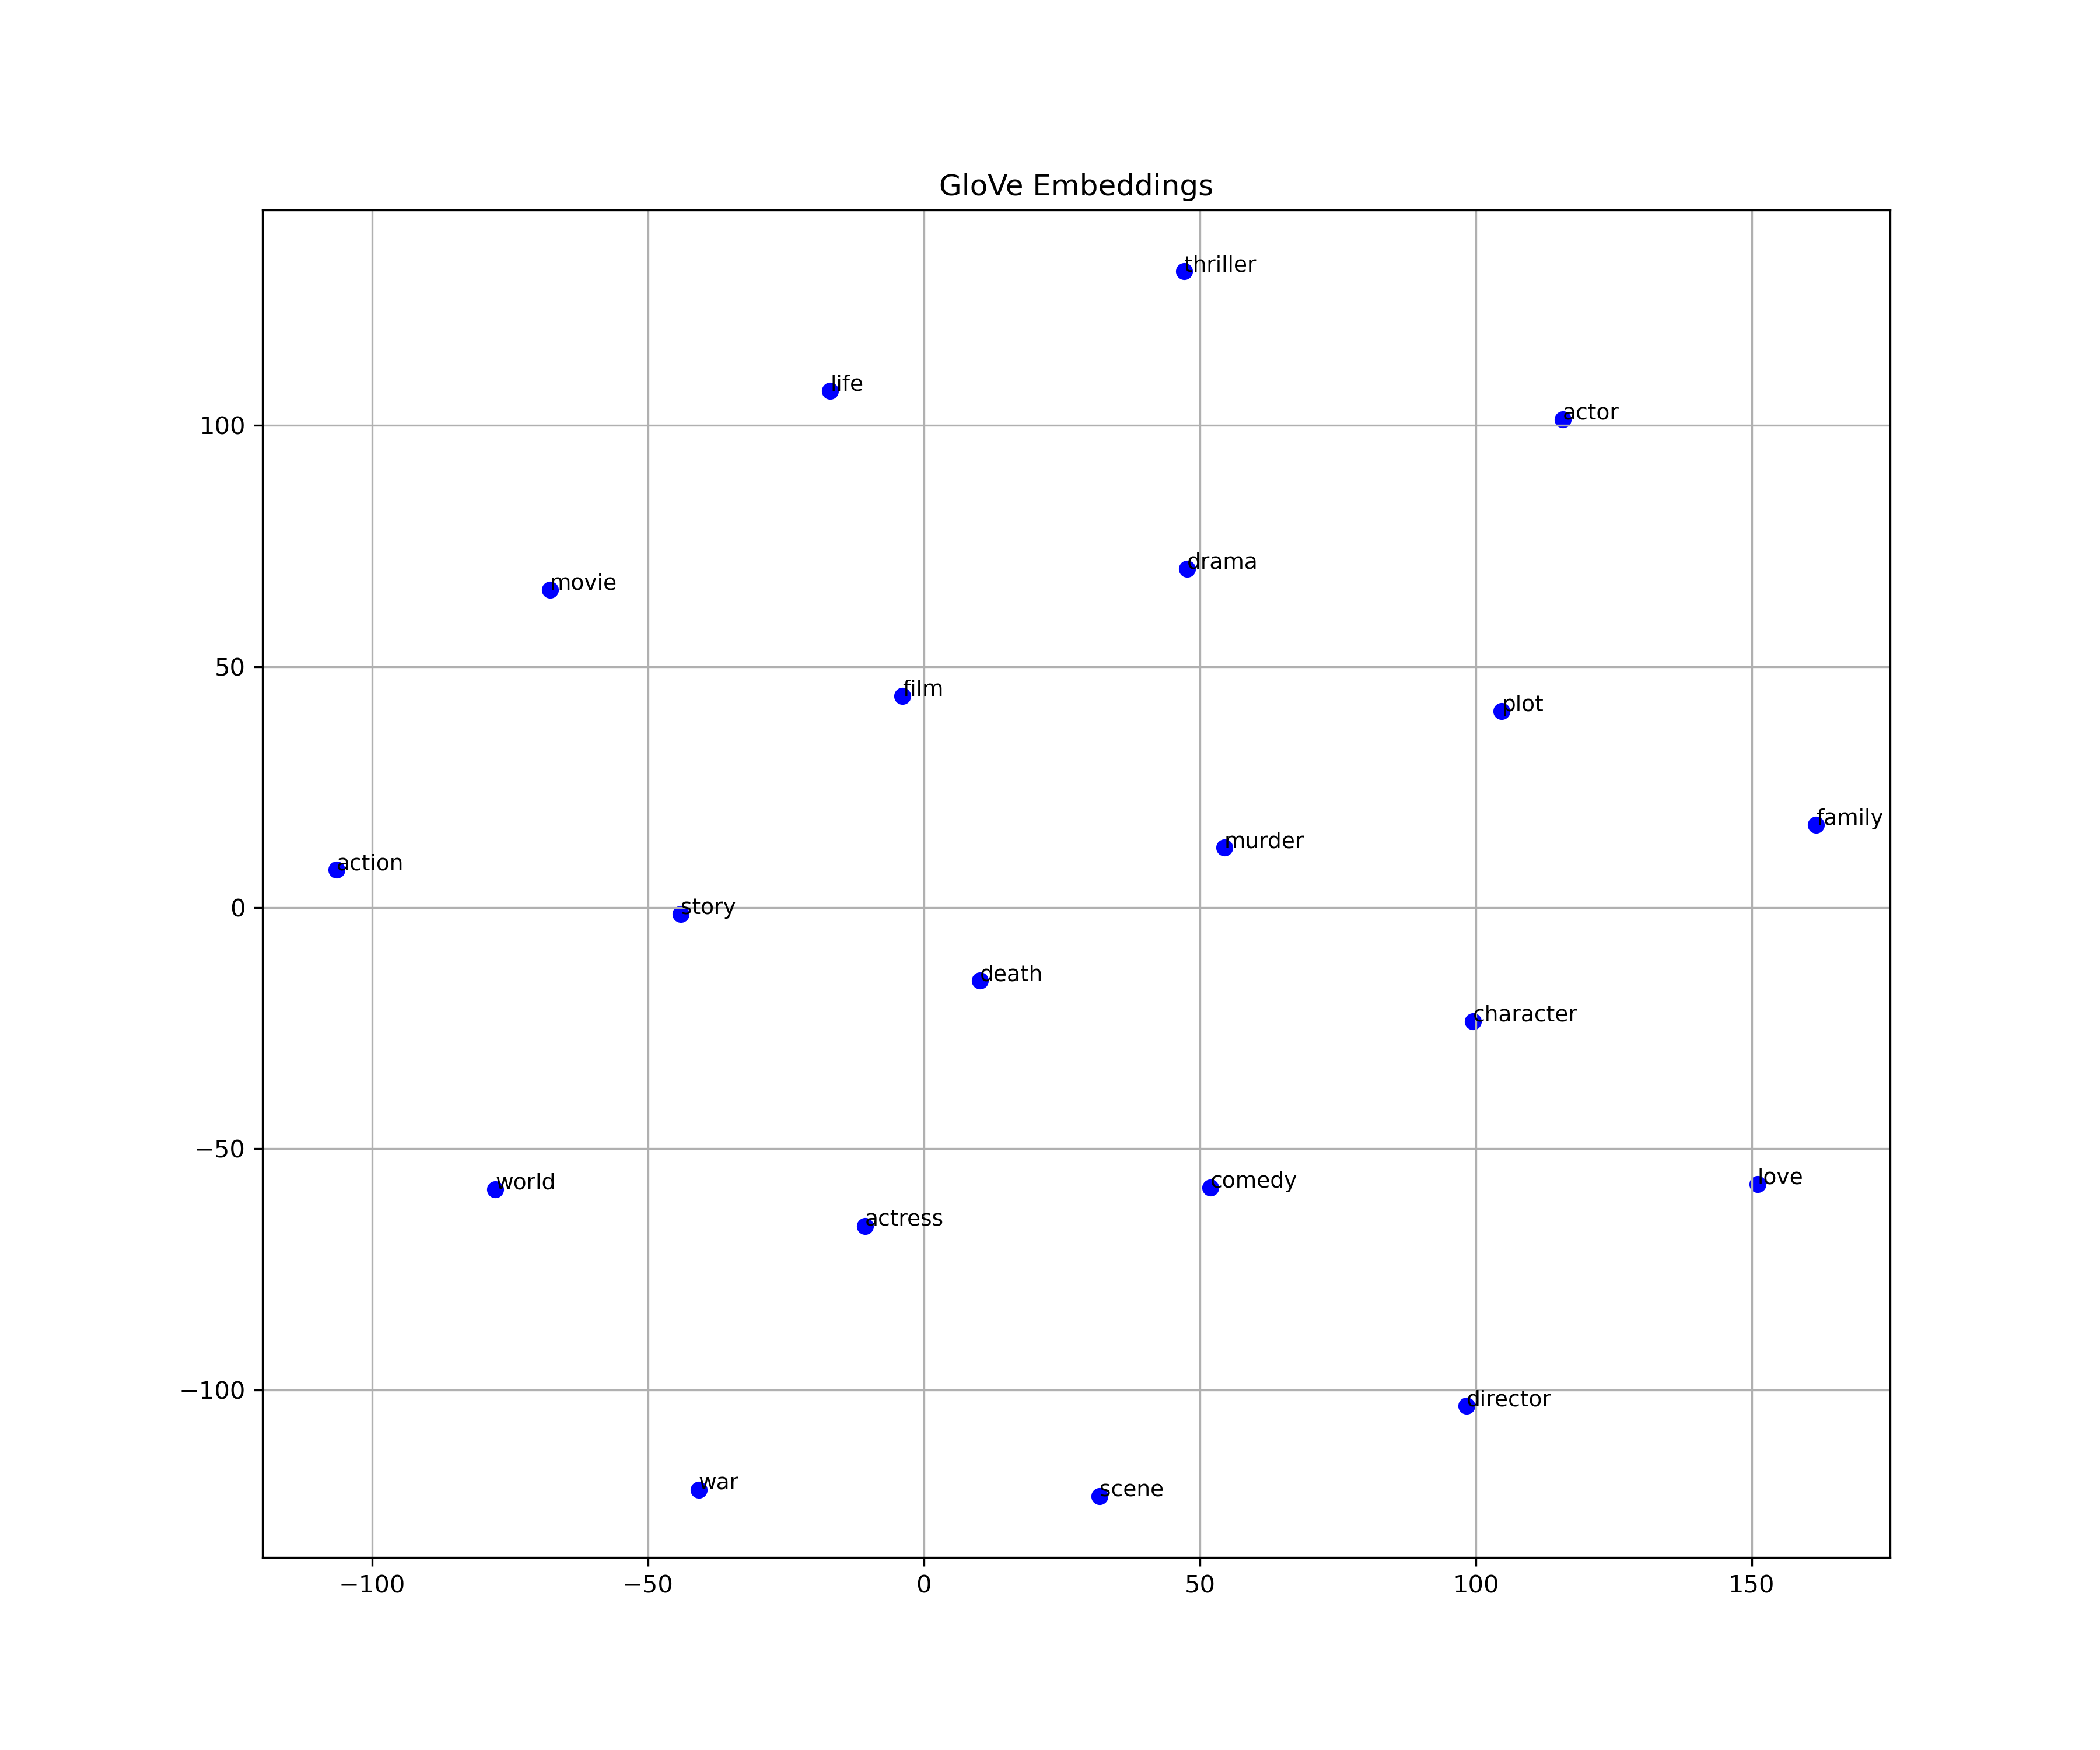 GloVe Embeddings
thriller
life
actor
100
drama
movie
50
film
plot
family
murder
action
0
story
death
character
−50
love
comedy
world
actress
−100
director
war
scene
−100 −50 0 50 100 150